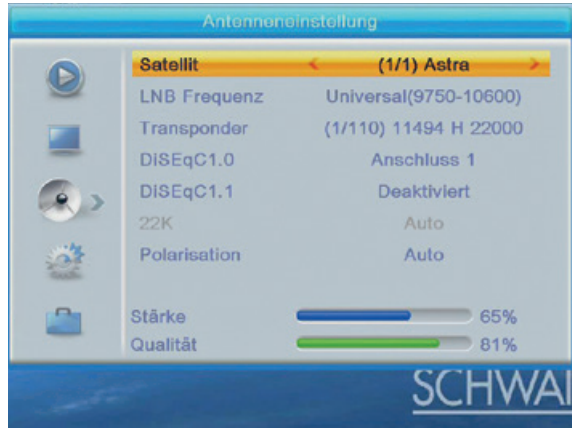 Antenneneinstellung
Satellit < (1/1) Astra >
LNB Frequenz Universal(9750-10600)
Transponder (1/110) 11494 H 22000
DiSEqC1.0 Anschluss 1
DiSEqC1.1 Deaktiviert
22K Auto
Polarisation Auto
Stärke 65%
Qualität 81%
SCHWAI